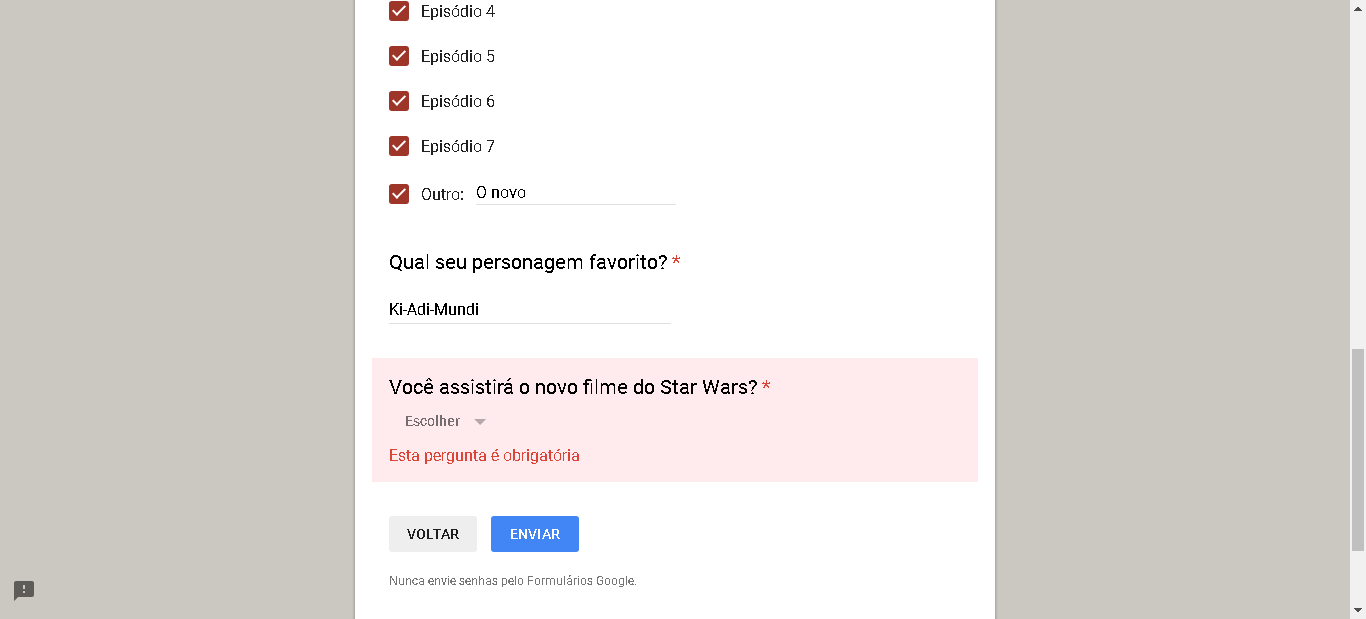 Episódio 4
Episódio 5
Episódio 6
Episódio 7
Outro: O novo
Qual seu personagem favorito? *
Ki-Adi-Mundi
Você assistirá o novo filme do Star Wars? *
Escolher
Esta pergunta é obrigatória
VOLTAR ENVIAR
Nunca envie senhas pelo Formulários Google.